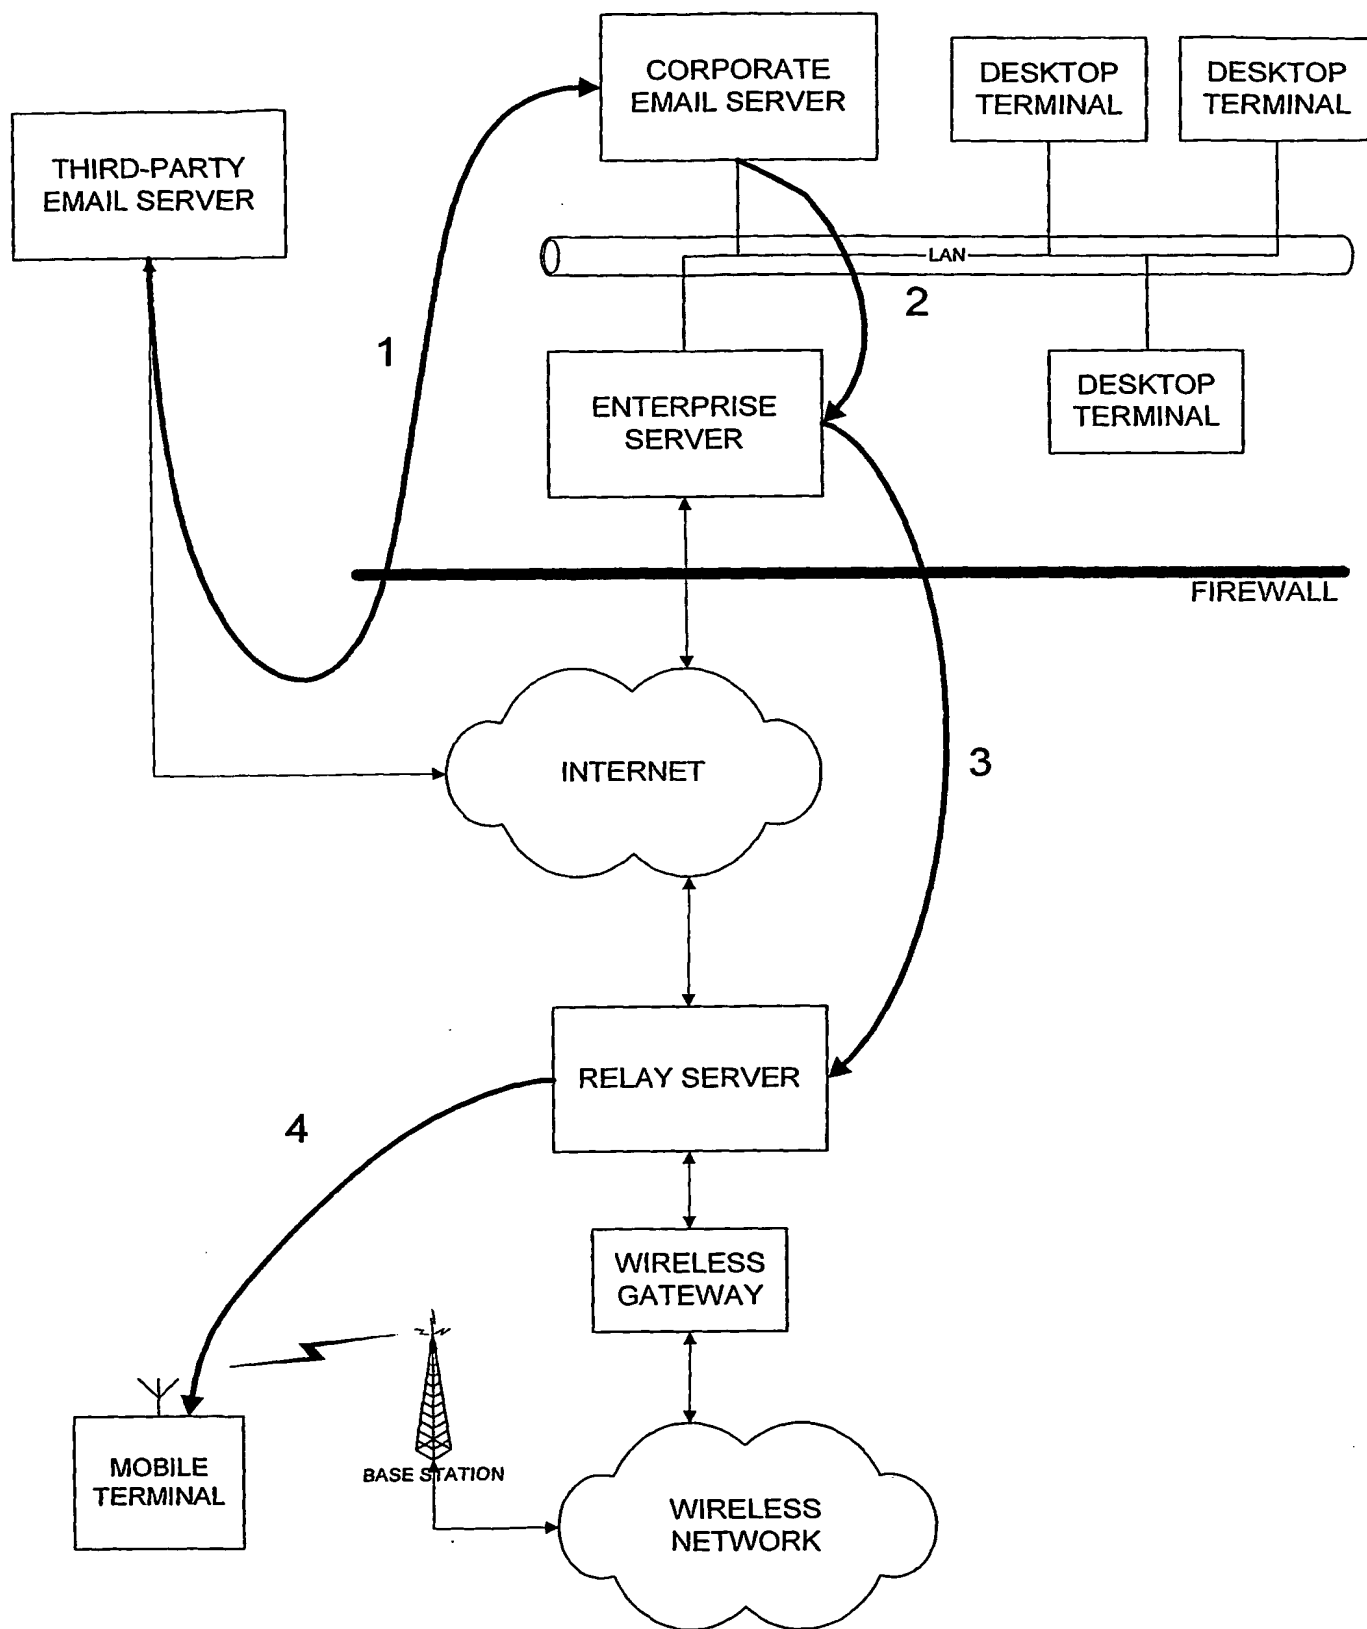 CORPORATE
EMAIL SERVER
DESKTOP
TERMINAL
DESKTOP
TERMINAL
THIRD-PARTY
EMAIL SERVER
LAN
2
1
DESKTOP
TERMINAL
ENTERPRISE
SERVER
FIREWALL
INTERNET
3
RELAY SERVER
4
WIRELESS
GATEWAY
MOBILE
TERMINAL
BASE STATION
WIRELESS
NETWORK